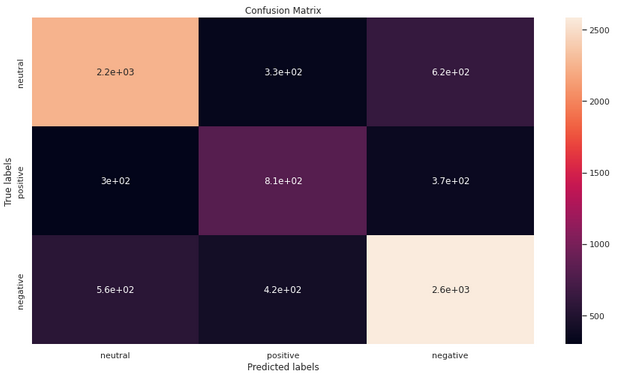 Confusion Matrix
neutral
2.2e+03
3.3e+02
6.2e+02
positive
3e+02
8.1e+02
3.7e+02
negative
5.6e+02
4.2e+02
2.6e+03
True labels
neutral
positive
negative
Predicted labels
2500
2000
1500
1000
500